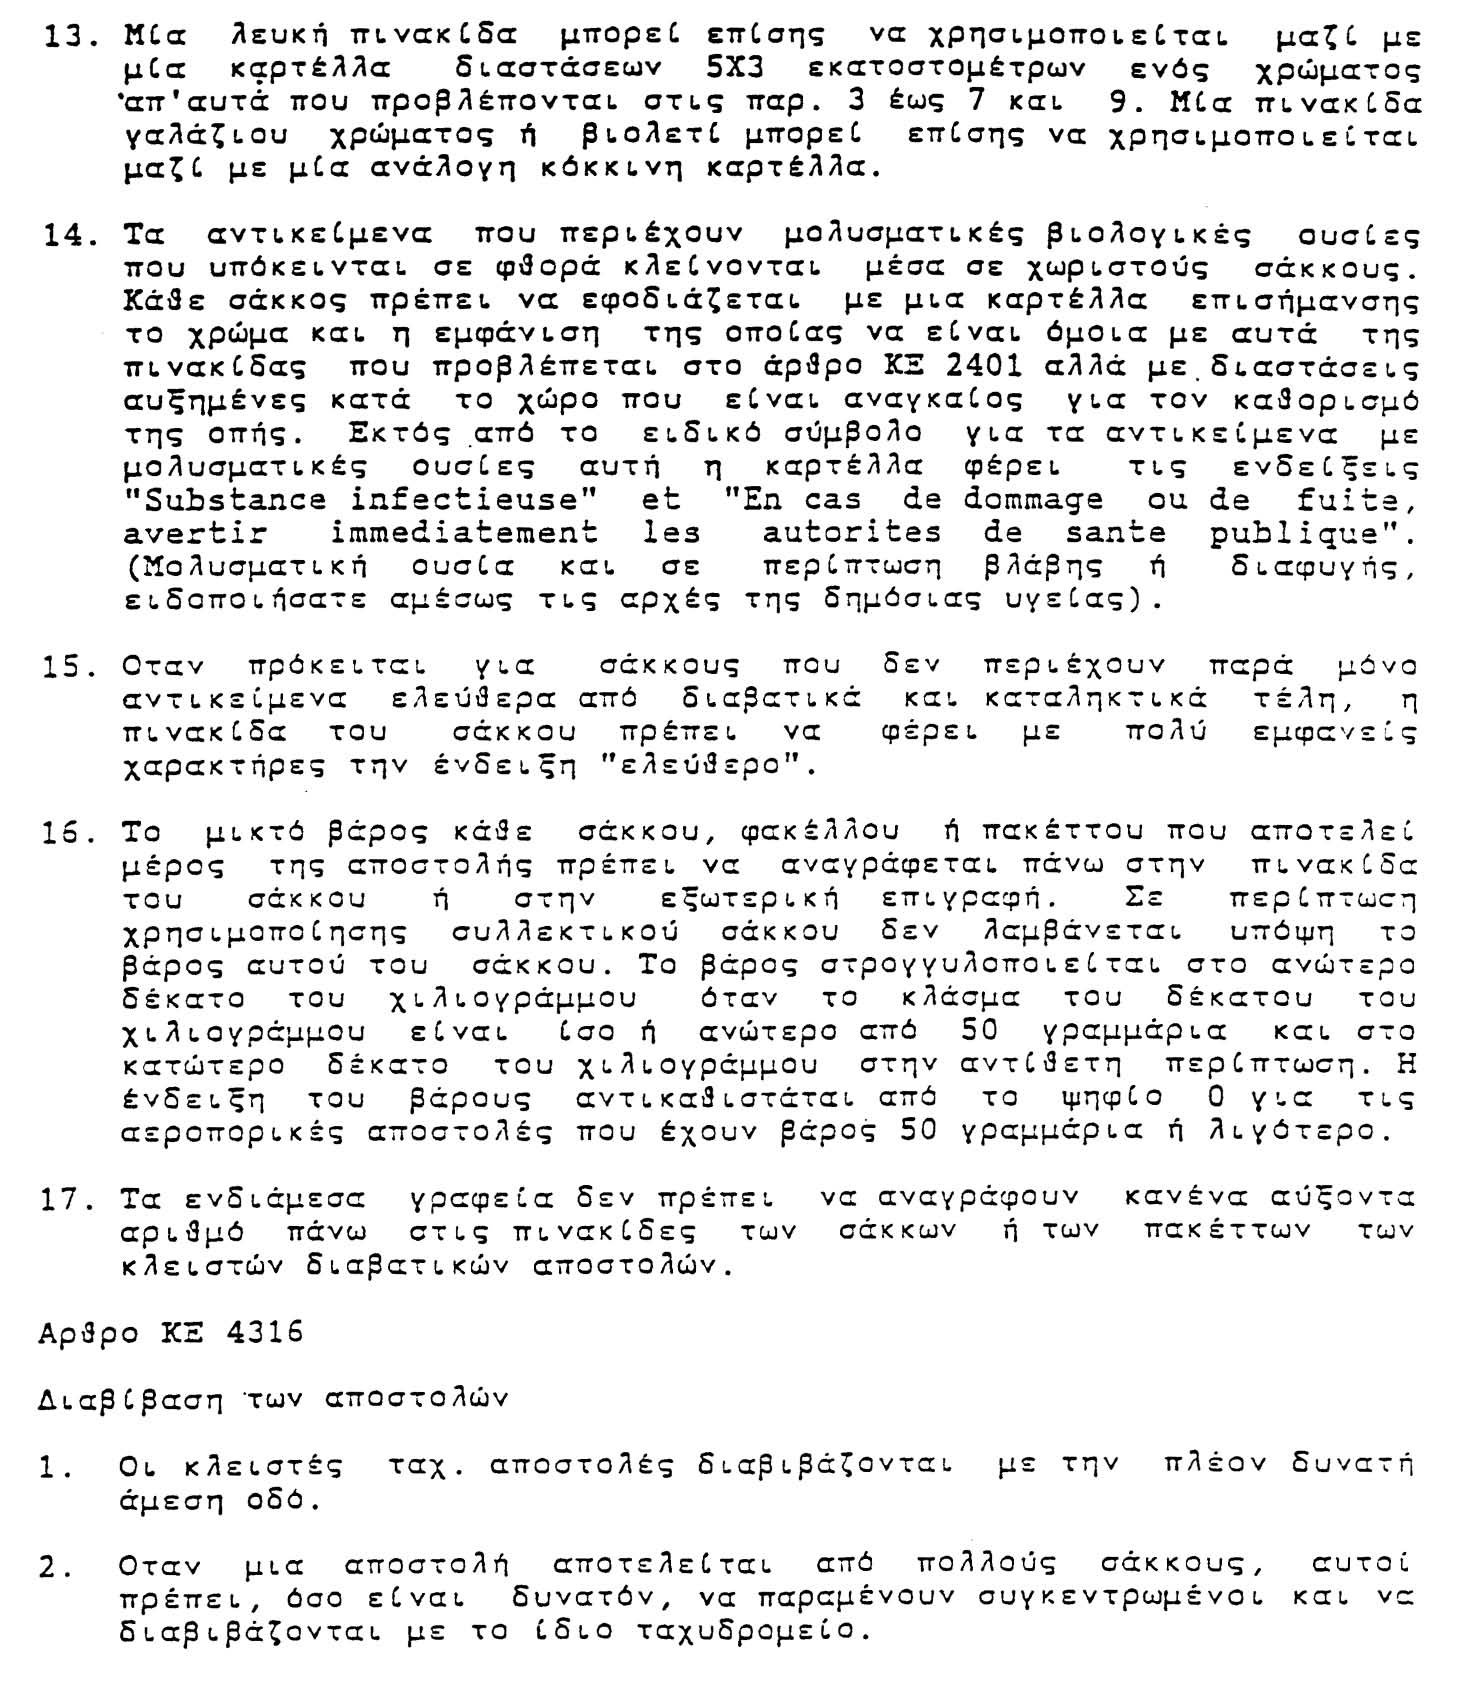 13. Μία λευκή πινακίδα μπορεί επίσης να χρησιμοποιείται μαζί με
μία καρτέλλα διαστάσεων 5Χ3 εκατοστομέτρων ενός χρώματος
απ'αυτά που προβλέπονται στις παρ. 3 έως 7 και 9. Μία πινακίδα
γαλάζιου χρώματος ή βιολετί μπορεί επίσης να χρησιμοποιείται
μαζί με μία ανάλογη κόκκινη καρτέλλα.
14. Τα αντικείμενα που περιέχουν μολυσματικές βιολογικές ουσίες
που υπόκεινται σε φθορά κλείνονται μέσα σε χωριστούς σάκκους.
Κάθε σάκκος πρέπει να εφοδιάζεται με μια καρτέλλα επισήμανσης
το χρώμα και η εμφάνιση της οποίας να είναι όμοια με αυτά της
πινακίδας που προβλέπεται στο άρθρο ΚΞ 2401 αλλά με διαστάσεις
αυξημένες κατά το χώρο που είναι αναγκαίος για τον καθορισμό
της οπής. Εκτός από το ειδικό σύμβολο για τα αντικείμενα με
μολυσματικές ουσίες αυτή η καρτέλλα φέρει τις ενδείξεις
"Substance infectieuse" et "En cas de dommage ou de fuite,
avertir immediatement les autorites de sante publique".
(Μολυσματική ουσία και σε περίπτωση βλάβης ή διαφυγής,
ειδοποιήσατε αμέσως τις αρχές της δημόσιας υγείας).
15. Οταν πρόκειται για σάκκους που δεν περιέχουν παρά μόνο
αντικείμενα ελεύθερα από διαβατικά και καταληκτικά τέλη, η
πινακίδα του σάκκου πρέπει να φέρει με πολύ εμφανείς
χαρακτήρες την ένδειξη "ελεύθερο".
16. Το μικτό βάρος κάθε σάκκου, φακέλλου ή πακέττου που αποτελεί
μέρος της αποστολής πρέπει να αναγράφεται πάνω στην πινακίδα
του σάκκου ή στην εξωτερική επιγραφή. Σε περίπτωση
χρησιμοποίησης συλλεκτικού σάκκου δεν λαμβάνεται υπόψη το
βάρος αυτού του σάκκου. Το βάρος στρογγυλοποιείται στο ανώτερο
δέκατο του χιλιογράμμου όταν το κλάσμα του δέκατου του
χιλιογράμμου είναι ίσο ή ανώτερο από 50 γραμμάρια και στο
κατώτερο δέκατο του χιλιογράμμου στην αντίθετη περίπτωση. Η
ένδειξη του βάρους αντικαθιστάται από το ψηφίο 0 για τις
αεροπορικές αποστολές που έχουν βάρος 50 γραμμάρια ή λιγότερο.
17. Τα ενδιάμεσα γραφεία δεν πρέπει να αναγράφουν κανένα αύξοντα
αριθμό πάνω στις πινακίδες των σάκκων ή των πακέττων των
κλειστών διαβατικών αποστολών.
Αρθρο ΚΞ 4316
Διαβίβαση των αποστολών
1. Οι κλειστές ταχ. αποστολές διαβιβάζονται με την πλέον δυνατή
άμεση οδό.
2. Οταν μια αποστολή αποτελείται από πολλούς σάκκους, αυτοί
πρέπει, όσο είναι δυνατόν, να παραμένουν συγκεντρωμένοι και να
διαβιβάζονται με το ίδιο ταχυδρομείο.